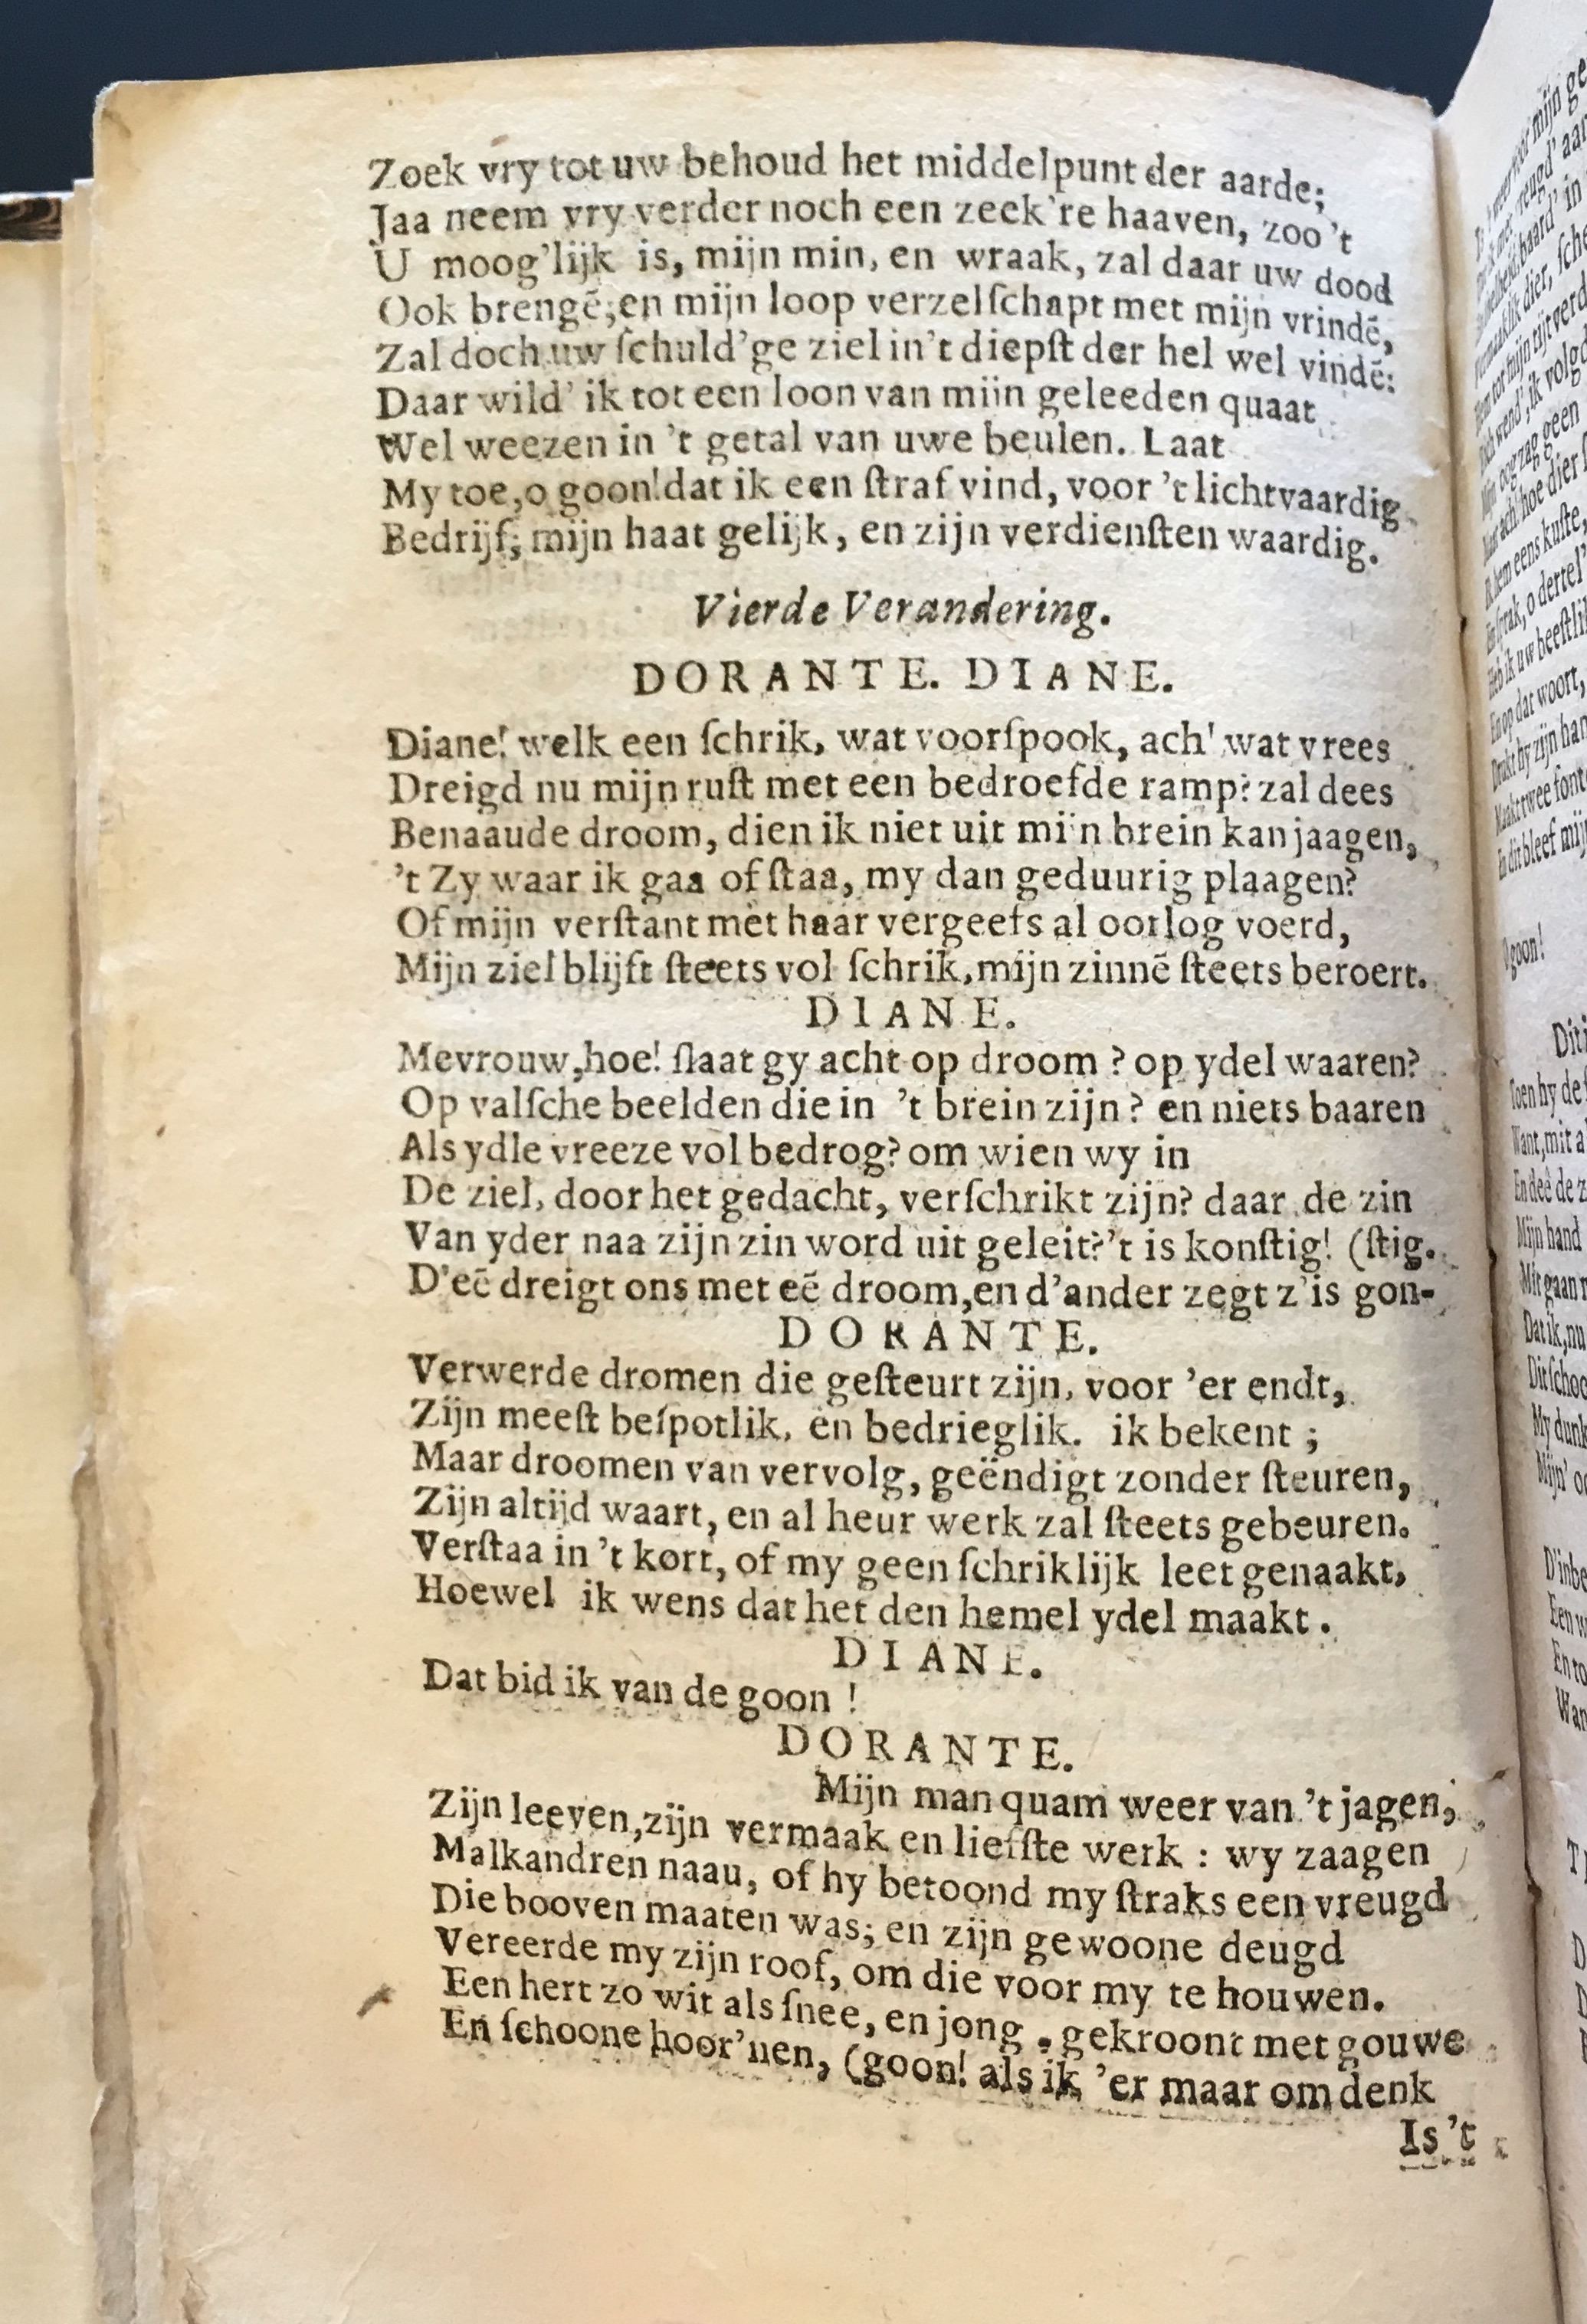 Zoek vry tot uw behoud het middelpunt der aarde;
Jaa neem vry verder noch een zeek’re haaven, zoo ’t
U moog’lijk is, mijn min, en wraak, zal daar uw dood
Ook brengẽ; en mijn loop verzelſchapt met mijn vrindẽ,
Zal doch uw ſchuld’ge ziel in’t diepſt der hel wel vindẽ:
Daar wild’ ik tot een loon van mijn geleeden quaat
Wel weezen in ’t getal van uwe beulen. Laat
My toe, o goon! dat ik een ſtraf vind, voor ’t lichtvaardig
Bedrijf; mijn haat gelijk, en zijn verdienſten waardig.
Vierde Verandering.
DORANTE. DIANE.
Diane! welk een ſchrik, wat voorſpook, ach! wat vrees
Dreigd nu mijn ruſt met een bedroefde ramp? zal dees
Benaaude droom, dien ik niet uit mijn brein kan jaagen,
’t Zy waar ik gaa of ſtaa, my dan geduurig plaagen?
Of mijn verſtant met haar vergeefs al oorlog voerd,
Mijn ziel blijft ſteets vol ſchrik, mijn zinnẽ ſteets beroert.
DIANE.
Mevrouw, hoe! ſlaat gy acht op droom? op ydel waaren?
Op valſche beelden die in ’t brein zijn? en niets baaren
Als ydle vreeze vol bedrog? om wien wy in
De ziel, door het gedacht, verſchrikt zijn? daar de zin
Van yder naa zijn zin word uit geleit? ’t is konſtig! (ſtig.
D’eẽ dreigt ons met eẽ droom, en d’ander zegt z’is gon-
DORANTE.
Verwerde dromen die geſteurt zijn, voor ’er endt,
Zijn meeſt beſpotlik, en bedrieglik. ik bekent;
Maar droomen van vervolg, geëndigt zonder ſteuren,
Zijn altijd waart, en al heur werk zal ſteets gebeuren.
Verſtaa in ’t kort, of my geen ſchriklijk leet genaakt,
Hoewel ik wens dat het den hemel ydel maakt.
DIANE.
Dat bid ik van de goon!
DORANTE.
Mijn man quam weer van ’t jagen,
Zijn leeven, zijn vermaak en liefſte werk: wy zaagen
Malkandren naau, of hy betoond my ſtraks een vreugd
Die booven maaten was; en zijn gewoone deugd
Vereerde my zijn roof, om die voor my te houwen.
Een hert zo wit als ſnee, en jong, gekroont met gouwe
En ſchoone hoor’nen, (goon! als ik ’er maar om denk
Is ’t